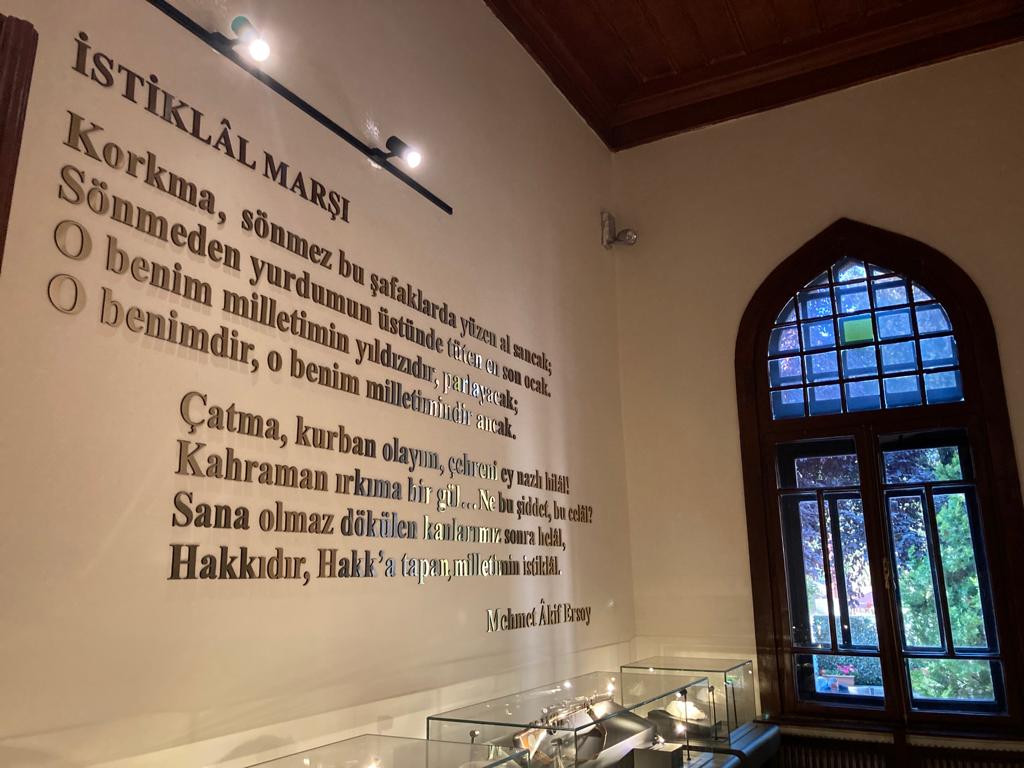 İSTİKLÂL MARŞI
Korkma, sönmez bu şafaklarda yüzen al sancak;
Sönmeden yurdumun üstünde tüten en son ocak.
O benim milletimin yıldızıdır, parlayacak;
O benimdir, o benim milletimindir ancak.
Çatma, kurban olayım, çehreni ey nazlı hilâl!
Kahraman ırkıma bir gül... Ne bu şiddet, bu celâl?
Sana olmaz dökülen kanlarımız sonra helâl,
Hakkıdır, Hakk'a tapan, milletimin istiklâl.
Mehmet Âkif Ersoy